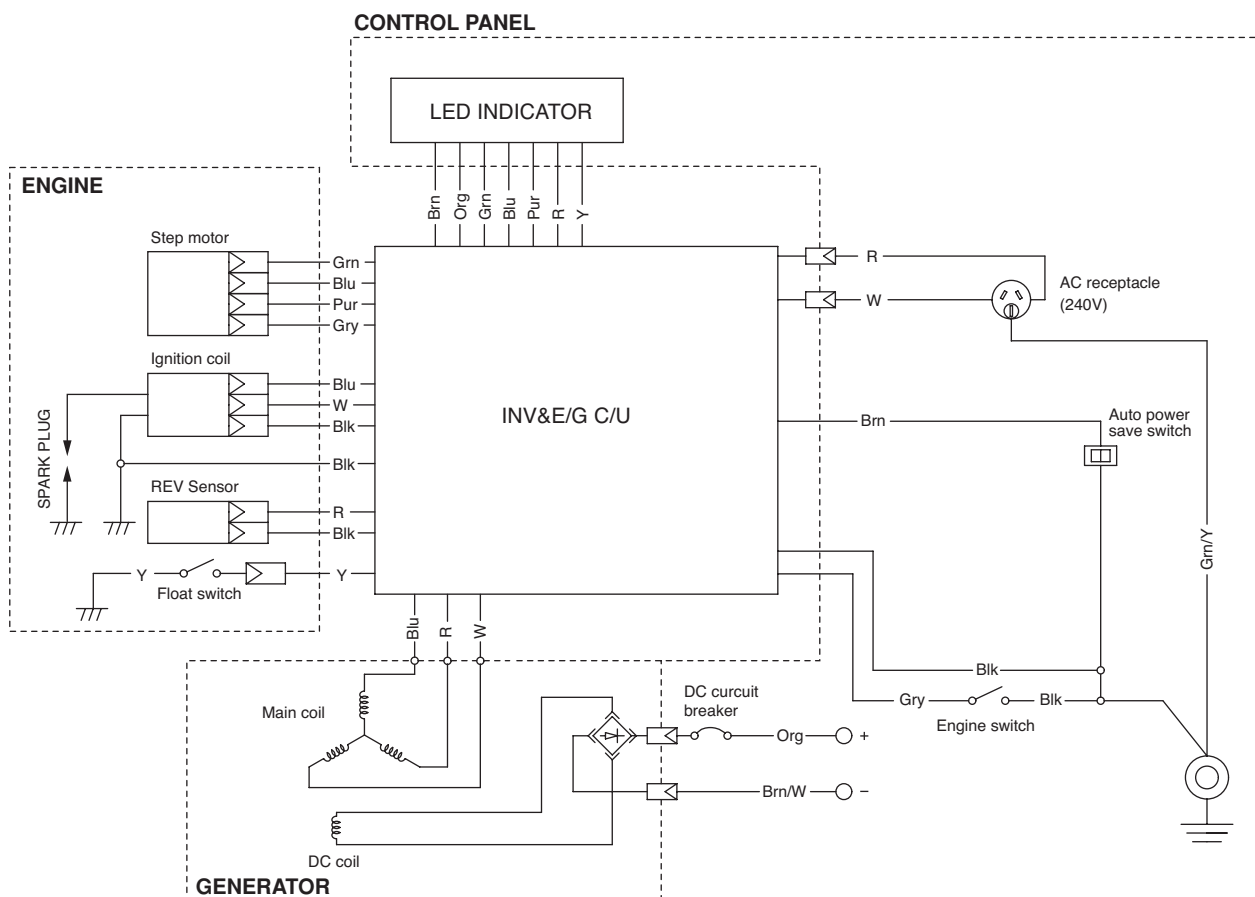 CONTROL PANEL
LED INDICATOR
Brn
Org
Grn
Blu
Pur
R
Y
ENGINE
Step motor
Grn
Blu
Pur
Gry
Ignition coil
Blu
W
Blk
Blk
SPARK PLUG
REV Sensor
R
Blk
Y
Float switch
Y
INV&E/G C/U
R
W
AC receptacle
(240V)
Brn
Auto power
save switch
Grn/Y
Blk
Gry
Blk
Engine switch
Blu
R
W
Main coil
DC coil
GENERATOR
DC curcuit
breaker
Org
+
Brn/W
−